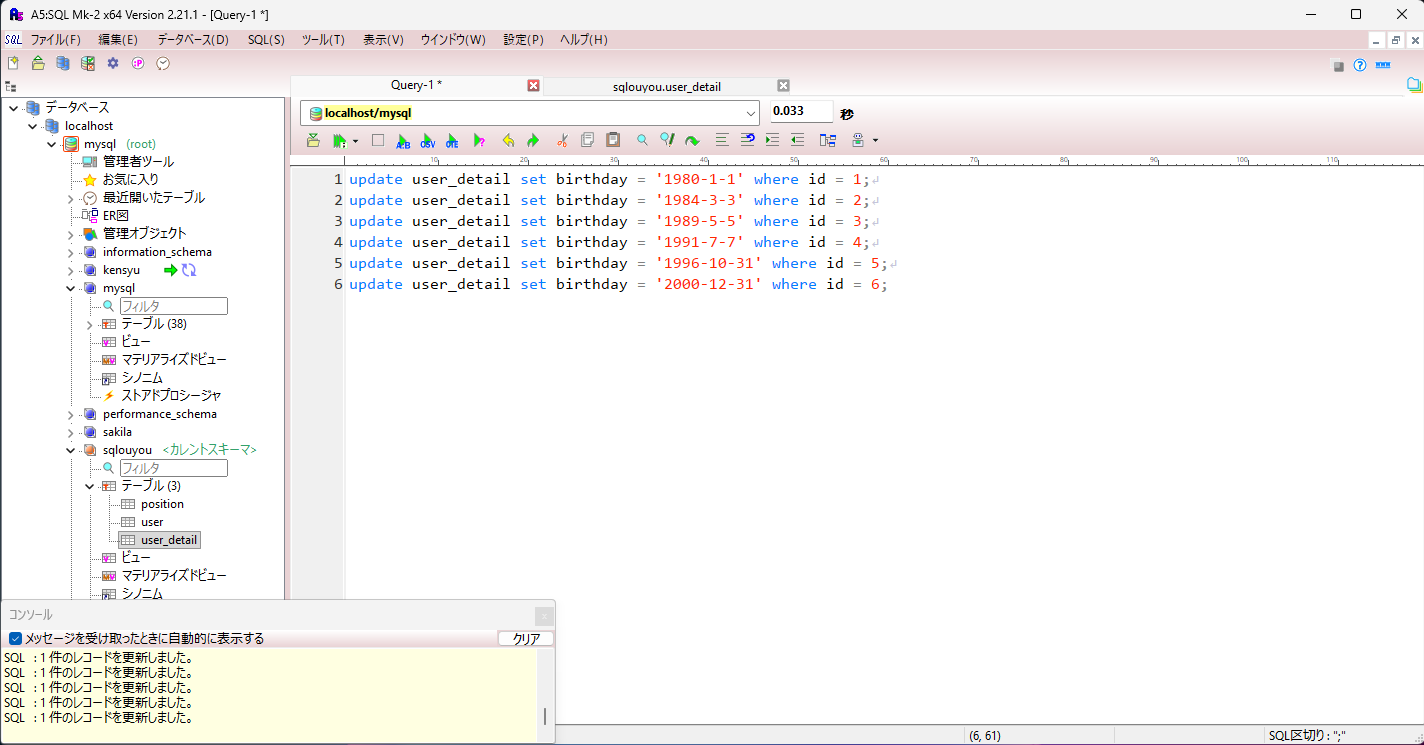 A5:SQL Mk-2 x64 Version 2.21.1 - [Query-1 *]
SQL ファイル(F) 編集(E) データベース(D) SQL(S) ツール(T) 表示(V) ウインドウ(W) 設定(P) ヘルプ(H)
Query-1 * sqlouyou.user_detail
localhost/mysql 0.033 秒
10 20 30 40 50 60 70 80 90 100 110
1 update user_detail set birthday = '1980-1-1' where id = 1;
2 update user_detail set birthday = '1984-3-3' where id = 2;
3 update user_detail set birthday = '1989-5-5' where id = 3;
4 update user_detail set birthday = '1991-7-7' where id = 4;
5 update user_detail set birthday = '1996-10-31' where id = 5;
6 update user_detail set birthday = '2000-12-31' where id = 6;
データベース
localhost
mysql (root)
管理者ツール
お気に入り
最近開いたテーブル
ER図
管理オブジェクト
information_schema
kensyu
mysql
フィルタ
テーブル (38)
ビュー
マテリアライズドビュー
シノニム
ストアドプロシージャ
performance_schema
sakila
sqlouyou <カレントスキーマ>
フィルタ
テーブル (3)
position
user
user_detail
ビュー
マテリアライズドビュー
シノニム
コンソール
メッセージを受け取ったときに自動的に表示する クリア
SQL : 1 件のレコードを更新しました。
SQL : 1 件のレコードを更新しました。
SQL : 1 件のレコードを更新しました。
SQL : 1 件のレコードを更新しました。
SQL : 1 件のレコードを更新しました。
(6, 61) SQL区切り : ";"